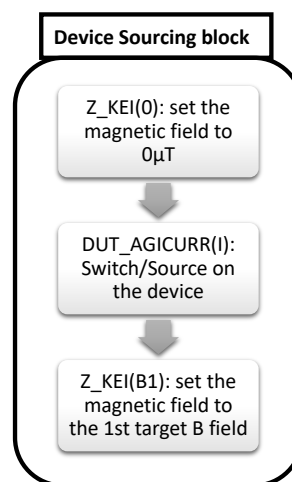 Device Sourcing block
Z_KEI(0): set the
magnetic field to
0µT
DUT_AGICURR(I):
Switch/Source on
the device
Z_KEI(B1): set the
magnetic field to
the 1st target B field